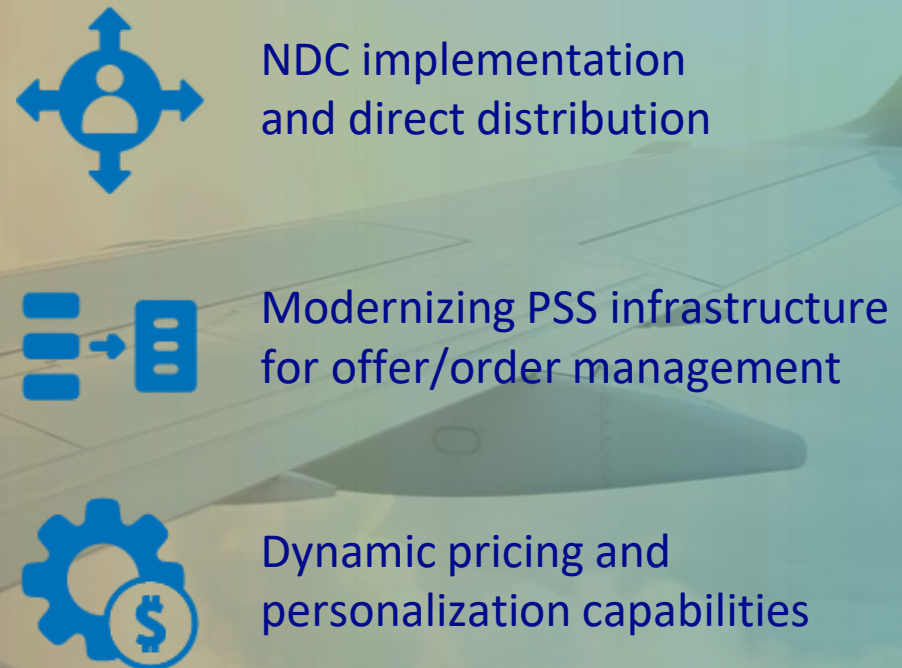 NDC implementation
and direct distribution
Modernizing PSS infrastructure
for offer/order management
$
Dynamic pricing and
personalization capabilities